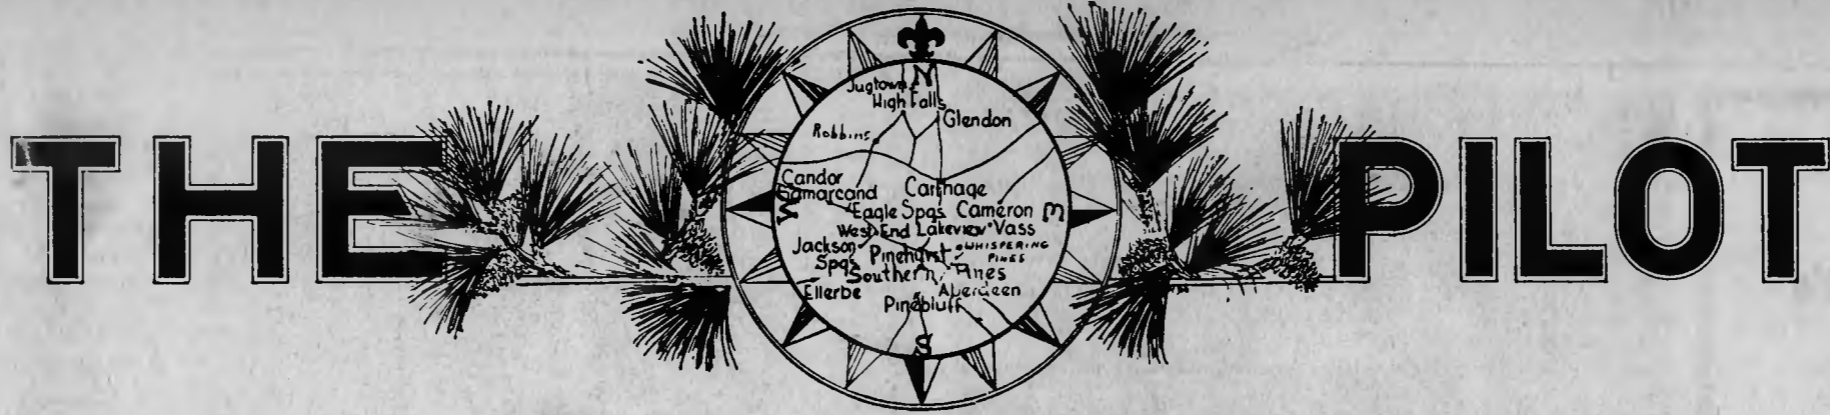 THE PILOT
N
Jugtown
High Falls
Glendon
Robbins
Candor
Samarcand
Carthage
W
Eagle Spgs. Cameron E
West End Lakeview Vass
Jackson Spgs
Pinehurst
WHISPERING PINES
Southern Pines
Ellerbe
Aberdeen
Pinebluff
S